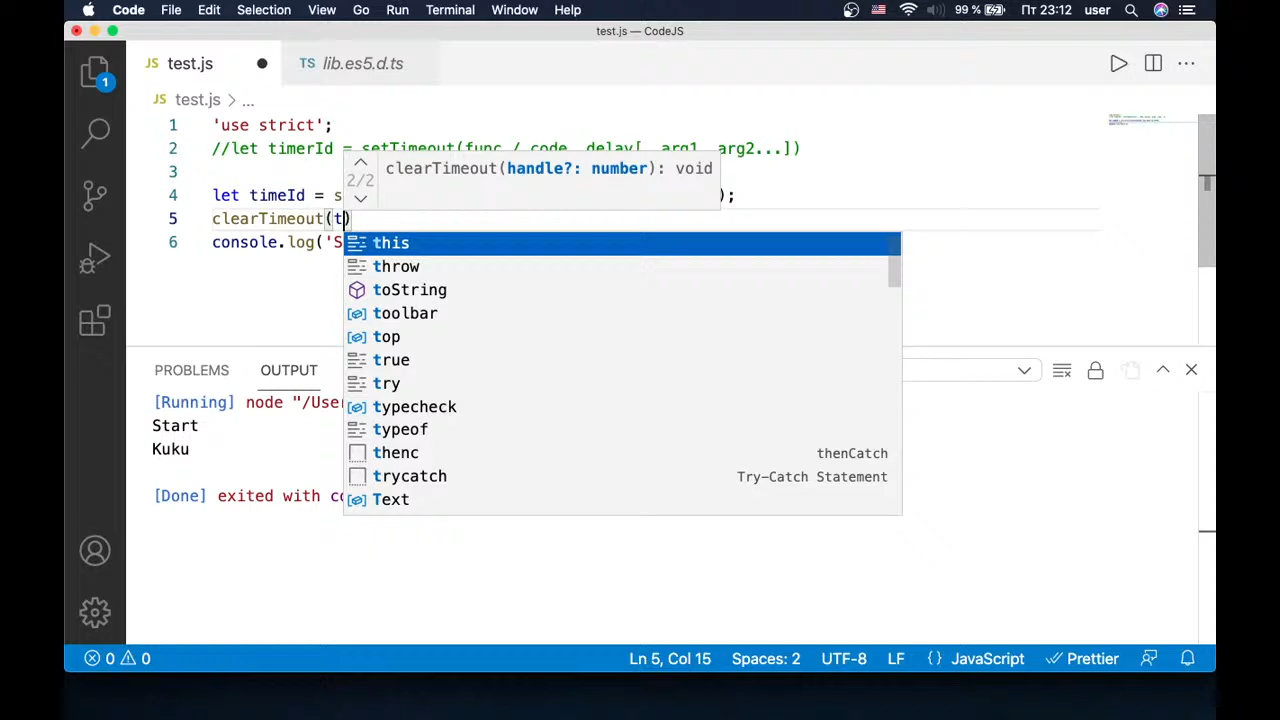 Code File Edit Selection View Go Run Terminal Window Help 99 % Пт 23:12 user
test.js — CodeJS
JS test.js TS lib.es5.d.ts
JS test.js > ...
1 'use strict';
2 //let timerId = setTimeout(func / code, delay[, arg1, arg2...])
3
4 let timeId = s );
5 clearTimeout(t)
6 console.log('S
2/2 clearTimeout(handle?: number): void
this
throw
toString
toolbar
top
true
try
typecheck
typeof
thenc thenCatch
trycatch Try-Catch Statement
Text
1
PROBLEMS OUTPUT
[Running] node "/User
Start
Kuku
[Done] exited with co
0 0 Ln 5, Col 15 Spaces: 2 UTF-8 LF {} JavaScript Prettier